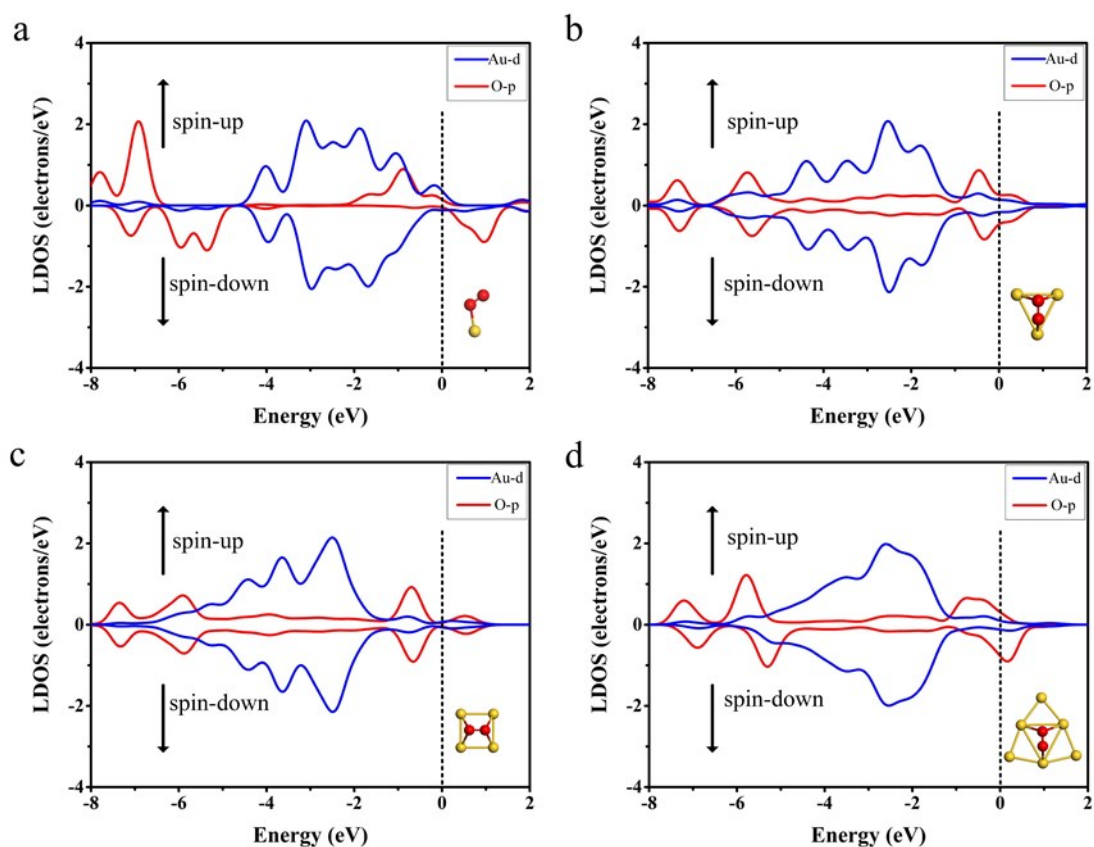 a
4
2
0
-2
-4
LDOS (electrons/eV)
spin-up
spin-down
Au-d
O-p
-8 -6 -4 -2 0 2
Energy (eV)
b
4
2
0
-2
-4
LDOS (electrons/eV)
spin-up
spin-down
Au-d
O-p
-8 -6 -4 -2 0 2
Energy (eV)
c
4
2
0
-2
-4
LDOS (electrons/eV)
spin-up
spin-down
Au-d
O-p
-8 -6 -4 -2 0 2
Energy (eV)
d
4
2
0
-2
-4
LDOS (electrons/eV)
spin-up
spin-down
Au-d
O-p
-8 -6 -4 -2 0 2
Energy (eV)